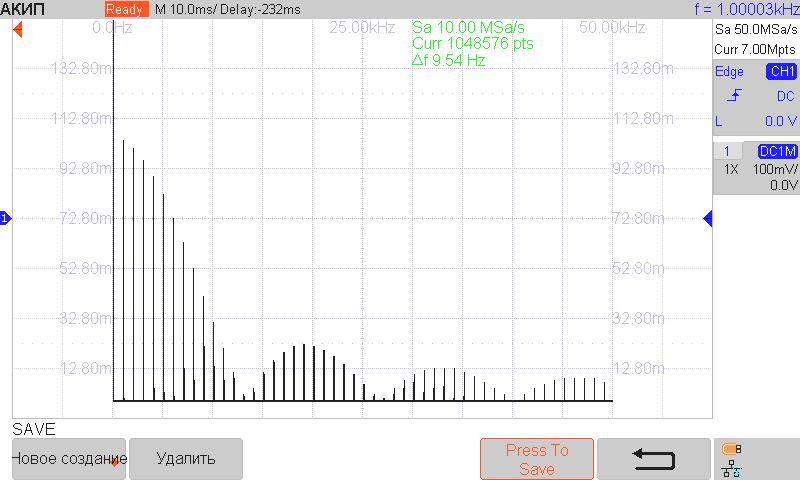 АКИП Ready M 10.0ms/ Delay:-232ms f = 1.00003kHz
0.0Hz 25.00kHz 50.00kHz
Sa 10.00 MSa/s
Curr 1048576 pts
Δf 9.54 Hz
Sa 50.0MSa/s
Curr 7.00Mpts
Edge CH1
DC
L 0.0 V
1 DC1M
1X 100mV/
0.0V
132.80m 132.80m
112.80m 112.80m
92.80m 92.80m
72.80m 72.80m
52.80m 52.80m
32.80m 32.80m
12.80m 12.80m
1
SAVE
Новое создание Удалить Press To
Save